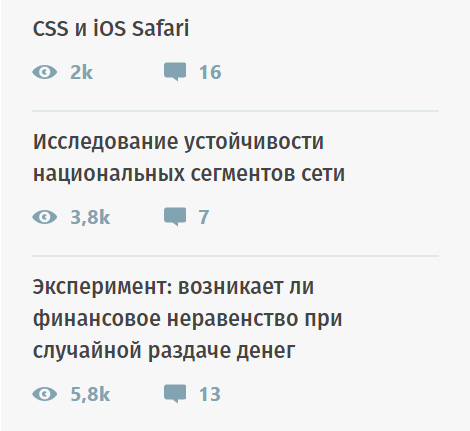 CSS и iOS Safari
2k 16
Исследование устойчивости
национальных сегментов сети
3,8k 7
Эксперимент: возникает ли
финансовое неравенство при
случайной раздаче денег
5,8k 13